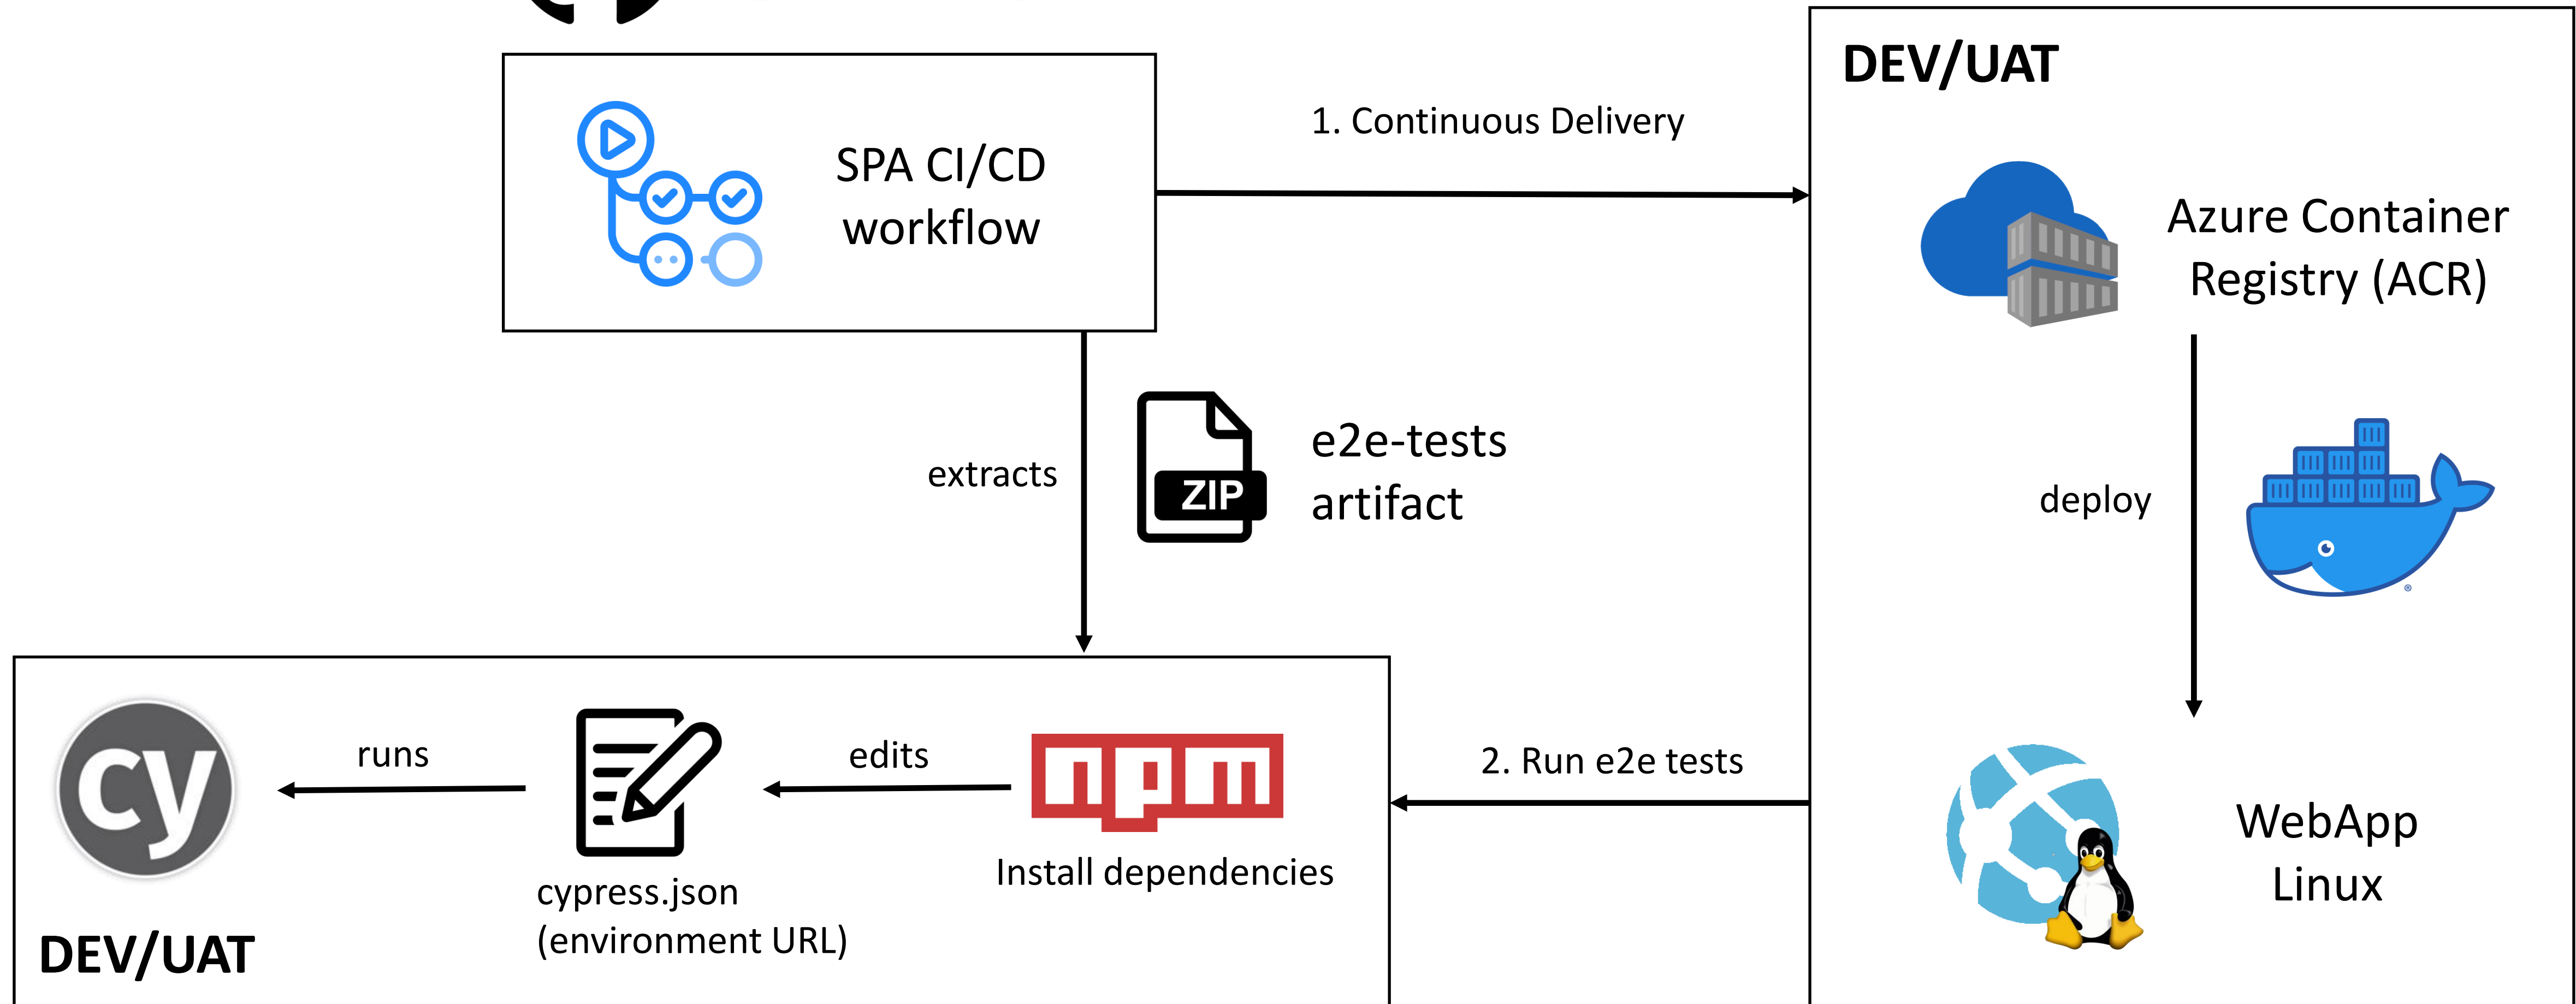 DEV/UAT
1. Continuous Delivery
SPA CI/CD
workflow
Azure Container
Registry (ACR)
e2e-tests
artifact
extracts
ZIP
deploy
runs
edits
npm
2. Run e2e tests
cy
Install dependencies
cypress.json
(environment URL)
WebApp
Linux
DEV/UAT